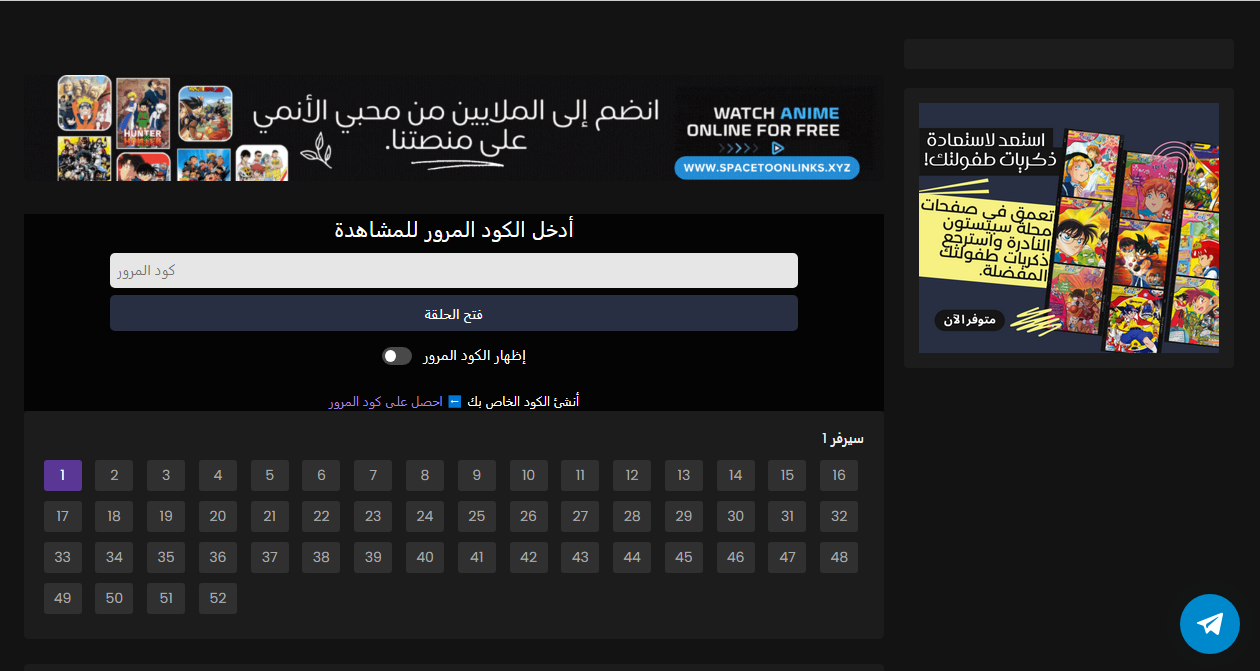 انضم إلى الملايين من محبي الأنمي
على منصتنا.
WATCH ANIME
ONLINE FOR FREE
WWW.SPACETOONLINKS.XYZ
HUNTER
استعد لاستعادة
ذكريات طفولتك!
تعمق في صفحات
مجلة سبيستون
النادرة واسترجع
ذكريات طفولتك
المفضلة.
متوفر الآن
أدخل الكود المرور للمشاهدة
كود المرور
فتح الحلقة
إظهار الكود المرور
أنشئ الكود الخاص بك ⬅️ احصل على كود المرور
سيرفر 1
1 2 3 4 5 6 7 8 9 10 11 12 13 14 15 16
17 18 19 20 21 22 23 24 25 26 27 28 29 30 31 32
33 34 35 36 37 38 39 40 41 42 43 44 45 46 47 48
49 50 51 52